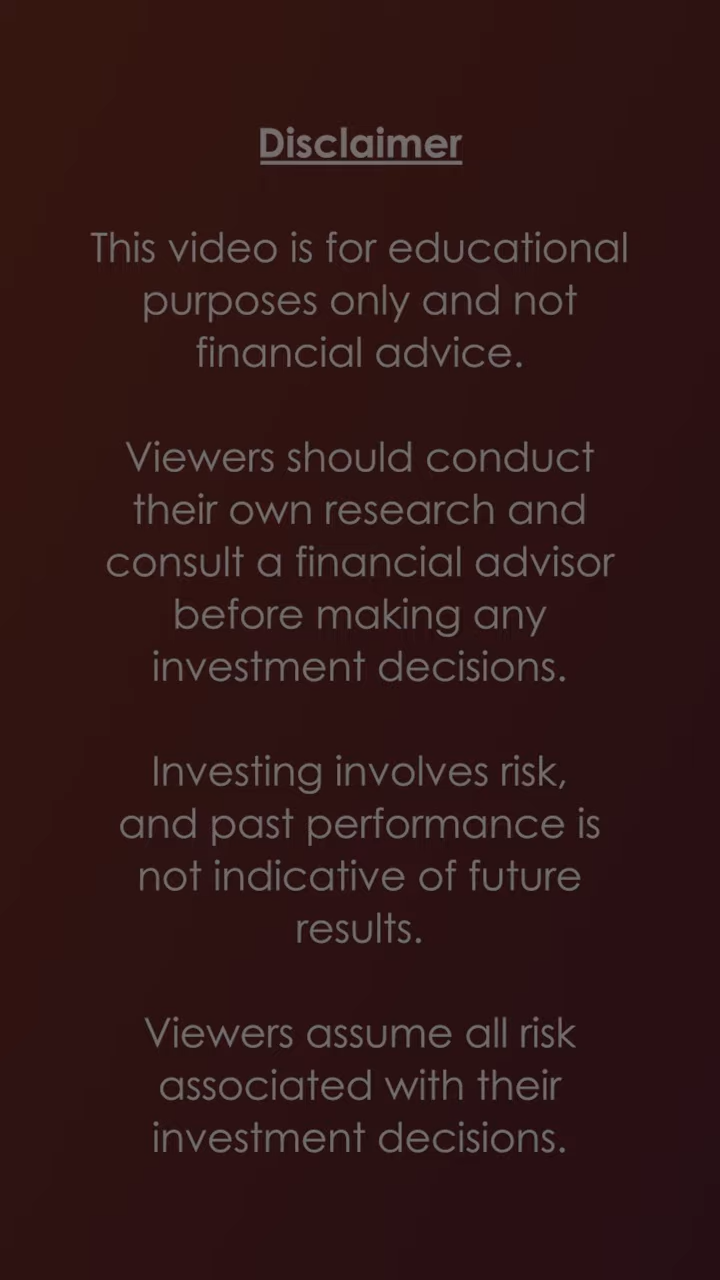 Disclaimer
This video is for educational
purposes only and not
financial advice.
Viewers should conduct
their own research and
consult a financial advisor
before making any
investment decisions.
Investing involves risk,
and past performance is
not indicative of future
results.
Viewers assume all risk
associated with their
investment decisions.